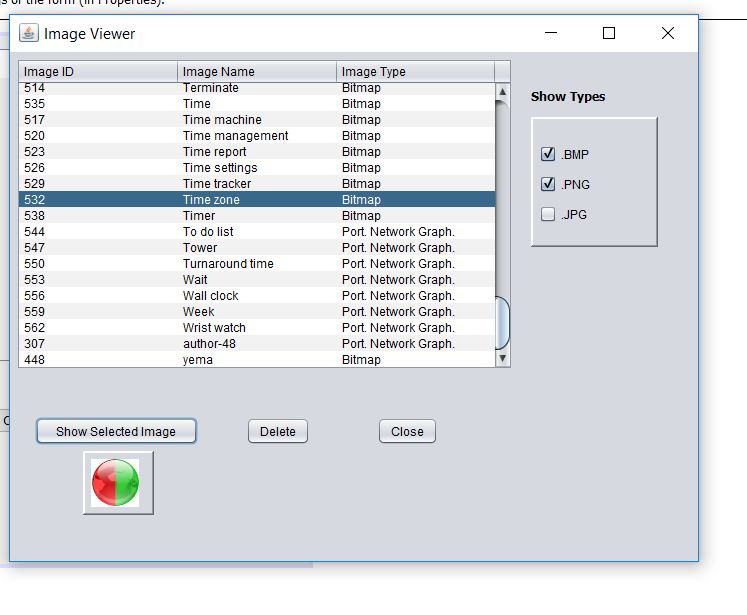 of the form (in Properties).
Image Viewer
Image ID Image Name Image Type
514 Terminate Bitmap
535 Time Bitmap
517 Time machine Bitmap
520 Time management Bitmap
523 Time report Bitmap
526 Time settings Bitmap
529 Time tracker Bitmap
532 Time zone Bitmap
538 Timer Bitmap
544 To do list Port. Network Graph.
547 Tower Port. Network Graph.
550 Turnaround time Port. Network Graph.
553 Wait Port. Network Graph.
556 Wall clock Port. Network Graph.
559 Week Port. Network Graph.
562 Wrist watch Port. Network Graph.
307 author-48 Port. Network Graph.
448 yema Bitmap
Show Types
.BMP
.PNG
.JPG
Show Selected Image Delete Close